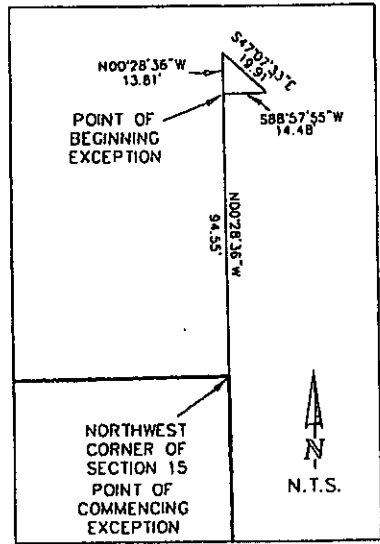 N00°28'36"W
13.81'
S47°07'33"E
19.91'
POINT OF
BEGINNING
EXCEPTION
S88°57'55"W
14.48'
N00°28'36"W
94.55'
NORTHWEST
CORNER OF
SECTION 15
POINT OF
COMMENCING
EXCEPTION
N
N.T.S.